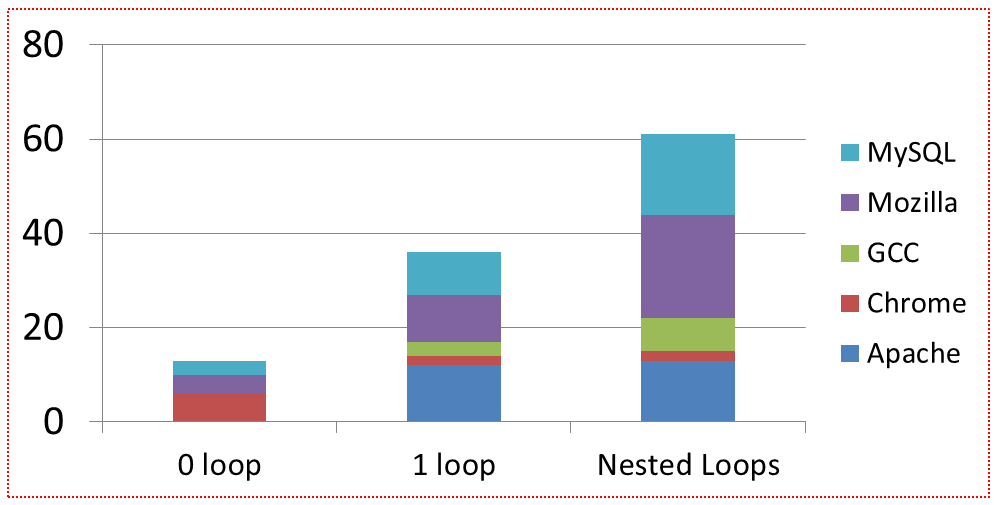 80
60
40
20
0
0 loop
1 loop
Nested Loops
MySQL
Mozilla
GCC
Chrome
Apache